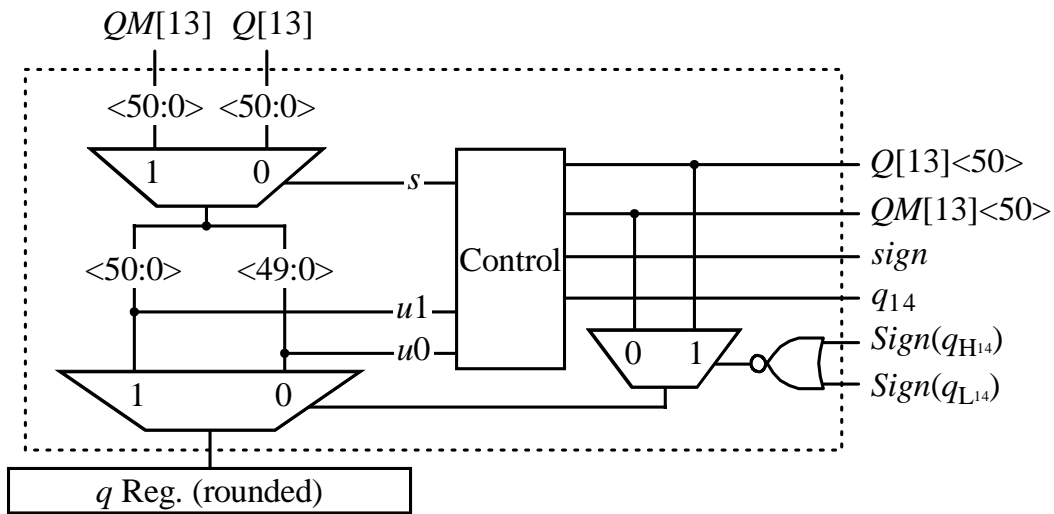 QM[13] Q[13]
<50:0> <50:0>
1 0
s
Q[13]<50>
QM[13]<50>
Control
sign
<50:0> <49:0>
q14
u1
0 1
Sign(qH14)
u0
Sign(qL14)
1 0
q Reg. (rounded)